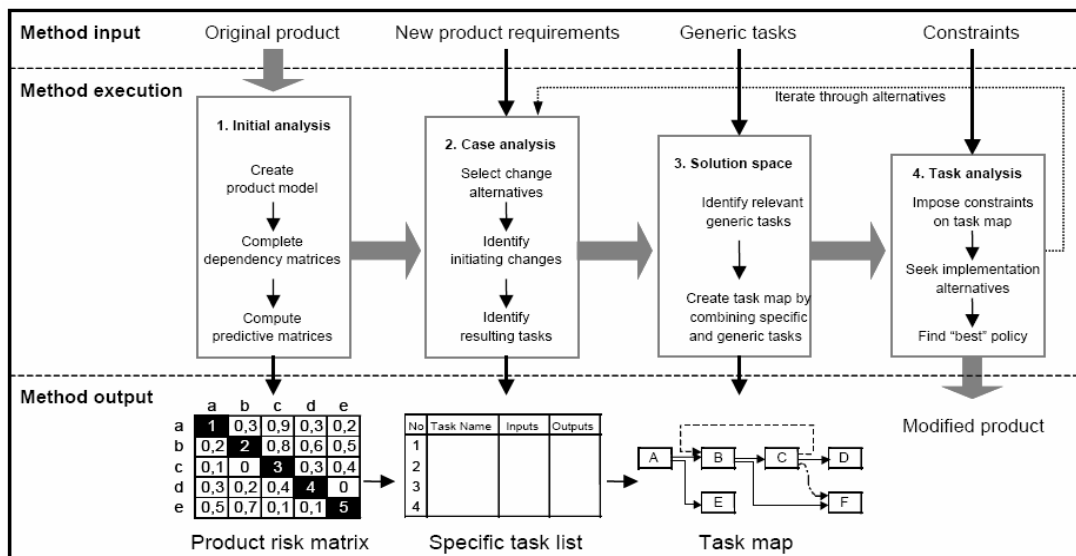 Method input
Original product
New product requirements
Generic tasks
Constraints
Method execution
Iterate through alternatives
1. Initial analysis
Create
product model
Complete
dependency matrices
Compute
predictive matrices
2. Case analysis
Select change
alternatives
Identify
initiating changes
Identify
resulting tasks
3. Solution space
Identify relevant
generic tasks
Create task map by
combining specific
and generic tasks
4. Task analysis
Impose constraints
on task map
Seek implementation
alternatives
Find “best” policy
Method output
a b c d e
a 1 0,3 0,9 0,3 0,2
b 0,2 2 0,8 0,6 0,5
c 0,1 0 3 0,3 0,4
d 0,3 0,2 0,4 4 0
e 0,5 0,7 0,1 0,1 5
Product risk matrix
No Task Name Inputs Outputs
1
2
3
4
Specific task list
A B C D
E F
Task map
Modified product